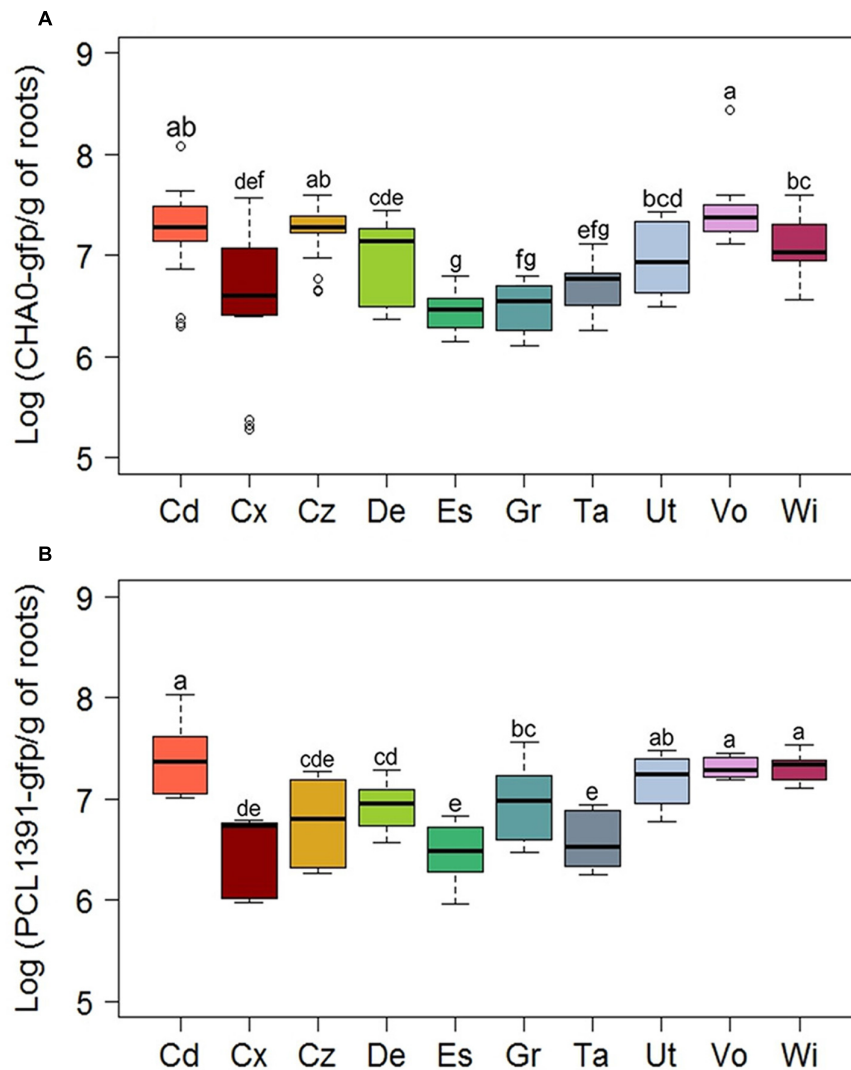 A
Log (CHA0-gfp/g of roots)
9
8
7
6
5
ab
def
ab
cde
g
fg
efg
bcd
a
bc
Cd Cx Cz De Es Gr Ta Ut Vo Wi
B
Log (PCL1391-gfp/g of roots)
9
8
7
6
5
a
de
cde
cd
e
bc
e
ab
a
a
Cd Cx Cz De Es Gr Ta Ut Vo Wi